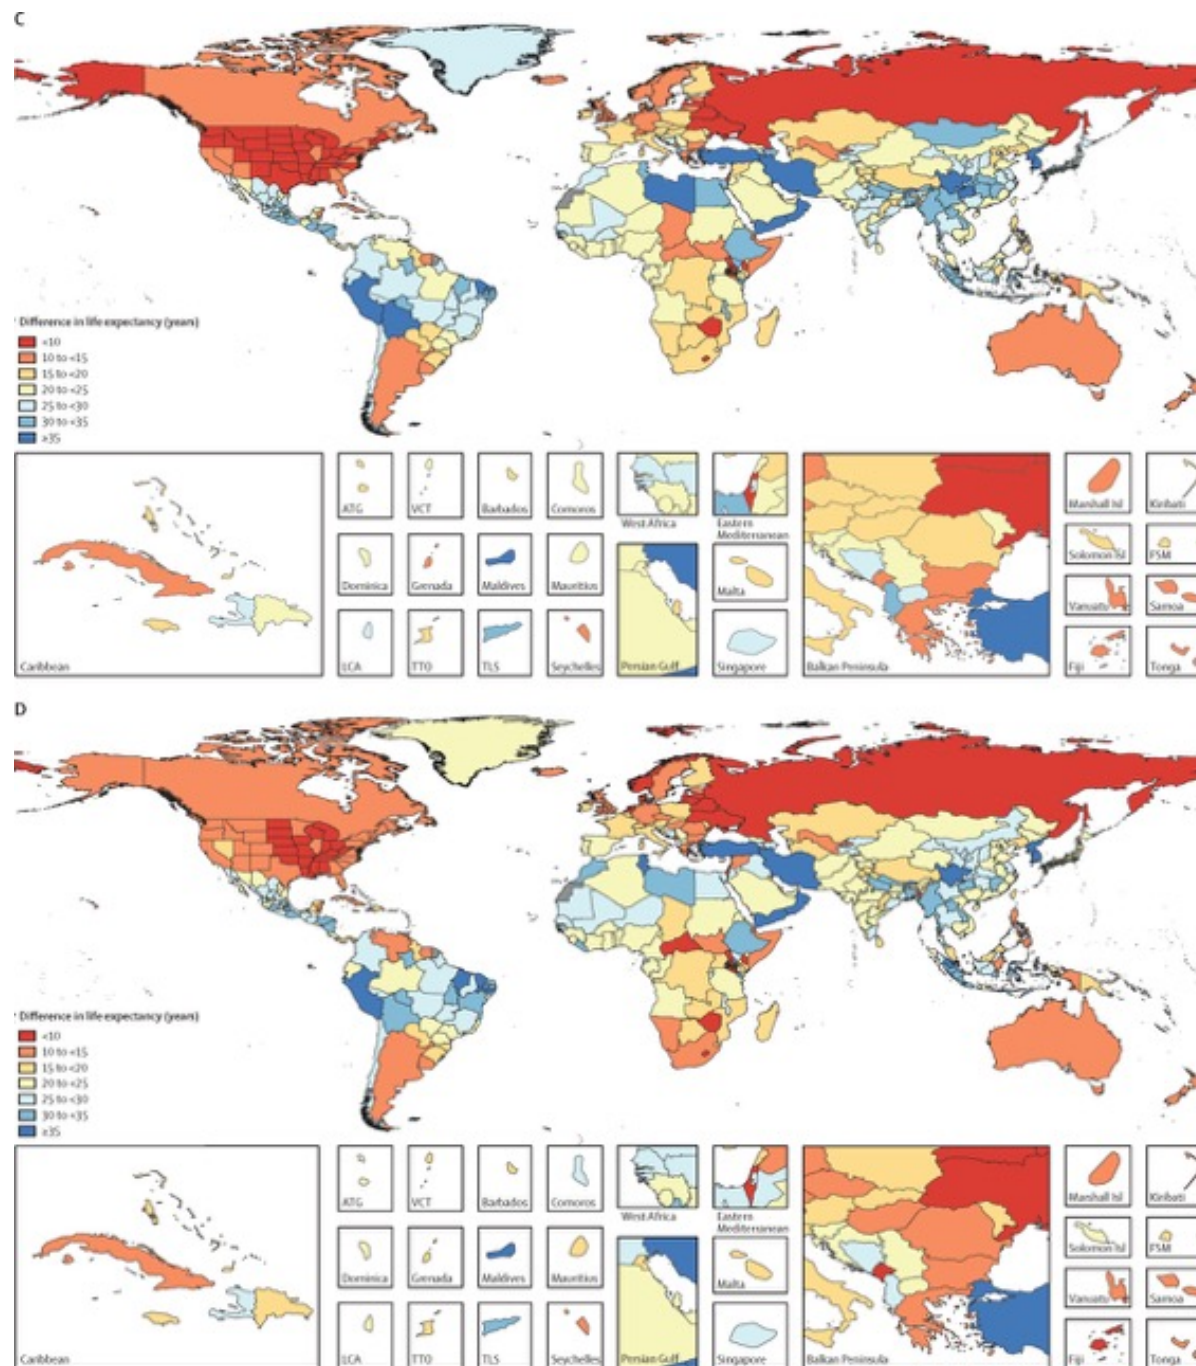 C
Difference in life expectancy (years)
<10
10 to <15
15 to <20
20 to <25
25 to <30
30 to <35
≥35
Caribbean
ATG
VCT
Barbados
Comoros
Dominica
Grenada
Maldives
Mauritius
LCA
TTO
TLS
Seychelles
West Africa
Eastern
Mediterranean
Persian Gulf
Malta
Singapore
Balkan Peninsula
Marshall Isl
Kiribati
Solomon Isl
FSM
Vanuatu
Samoa
Fiji
Tonga
D
Difference in life expectancy (years)
<10
10 to <15
15 to <20
20 to <25
25 to <30
30 to <35
≥35
Caribbean
ATG
VCT
Barbados
Comoros
Dominica
Grenada
Maldives
Mauritius
LCA
TTO
TLS
Seychelles
West Africa
Eastern
Mediterranean
Persian Gulf
Malta
Singapore
Balkan Peninsula
Marshall Isl
Kiribati
Solomon Isl
FSM
Vanuatu
Samoa
Fiji
Tonga